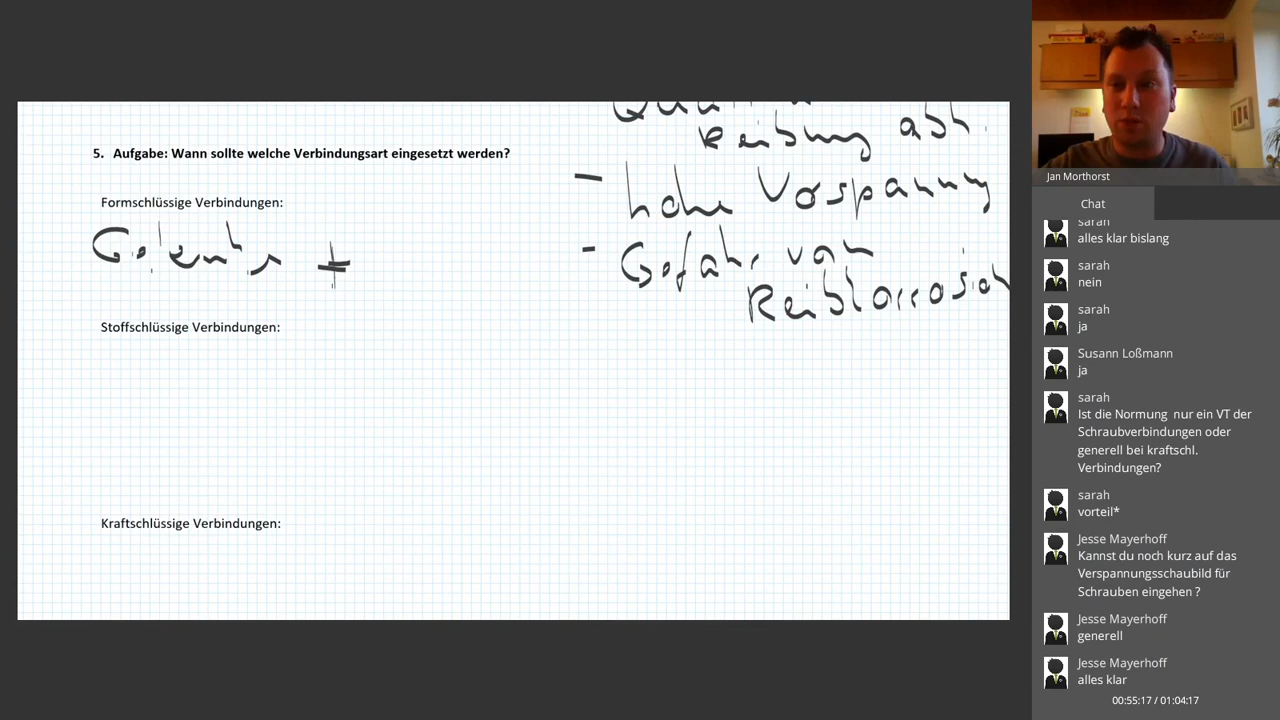 5. Aufgabe: Wann sollte welche Verbindungsart eingesetzt werden?
Formschlüssige Verbindungen:
Gelenke +
Stoffschlüssige Verbindungen:
Kraftschlüssige Verbindungen:
Reibung abh.
- hohe Vorspannung
- Gefahr von
Reibkorrosion
Jan Morthorst
Chat
sarah
alles klar bislang
sarah
nein
sarah
ja
Susann Loßmann
ja
sarah
Ist die Normung nur ein VT der
Schraubverbindungen oder
generell bei kraftschl.
Verbindungen?
sarah
vorteil*
Jesse Mayerhoff
Kannst du noch kurz auf das
Verspannungsschaubild für
Schrauben eingehen ?
Jesse Mayerhoff
generell
Jesse Mayerhoff
alles klar
00:55:17 / 01:04:17